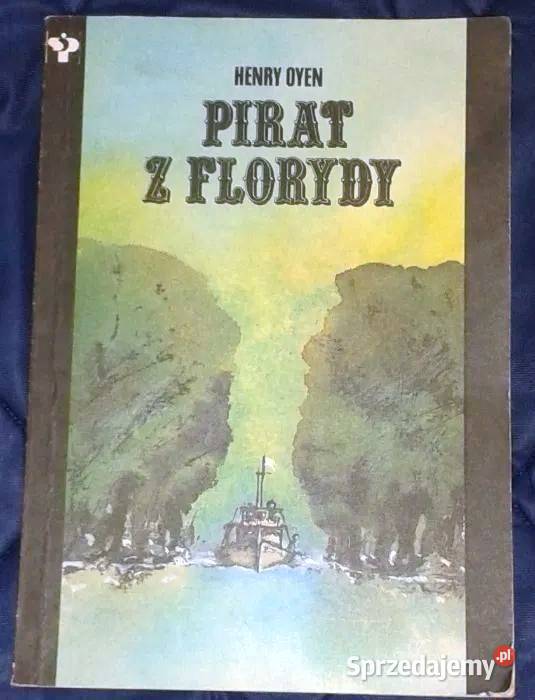 HENRY OYEN
PIRAT
Z FLORYDY
Sprzedajemy.pl